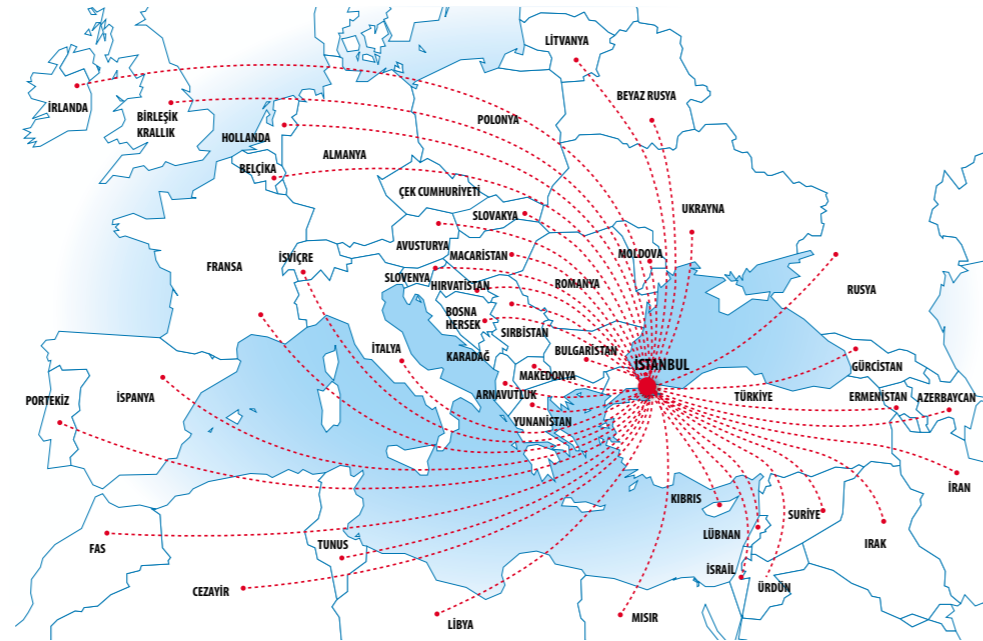 LİTVANYA
BEYAZ RUSYA
İRLANDA
BİRLEŞİK
KRALLIK
POLONYA
HOLLANDA
ALMANYA
BELÇİKA
ÇEK CUMHURİYETİ
UKRAYNA
SLOVAKYA
AVUSTURYA
MACARİSTAN
MOLDOVA
FRANSA
İSVİÇRE
SLOVENYA
HIRVATİSTAN
ROMANYA
RUSYA
BOSNA
HERSEK
SIRBİSTAN
İTALYA
KARADAĞ
BULGARİSTAN
İSTANBUL
GÜRCİSTAN
MAKEDONYA
PORTEKİZ
İSPANYA
ARNAVUTLUK
TÜRKİYE
ERMENİSTAN
AZERBAYCAN
YUNANİSTAN
İRAN
KIBRIS
SURİYE
LÜBNAN
IRAK
FAS
TUNUS
İSRAİL
ÜRDÜN
CEZAYİR
LİBYA
MISIR